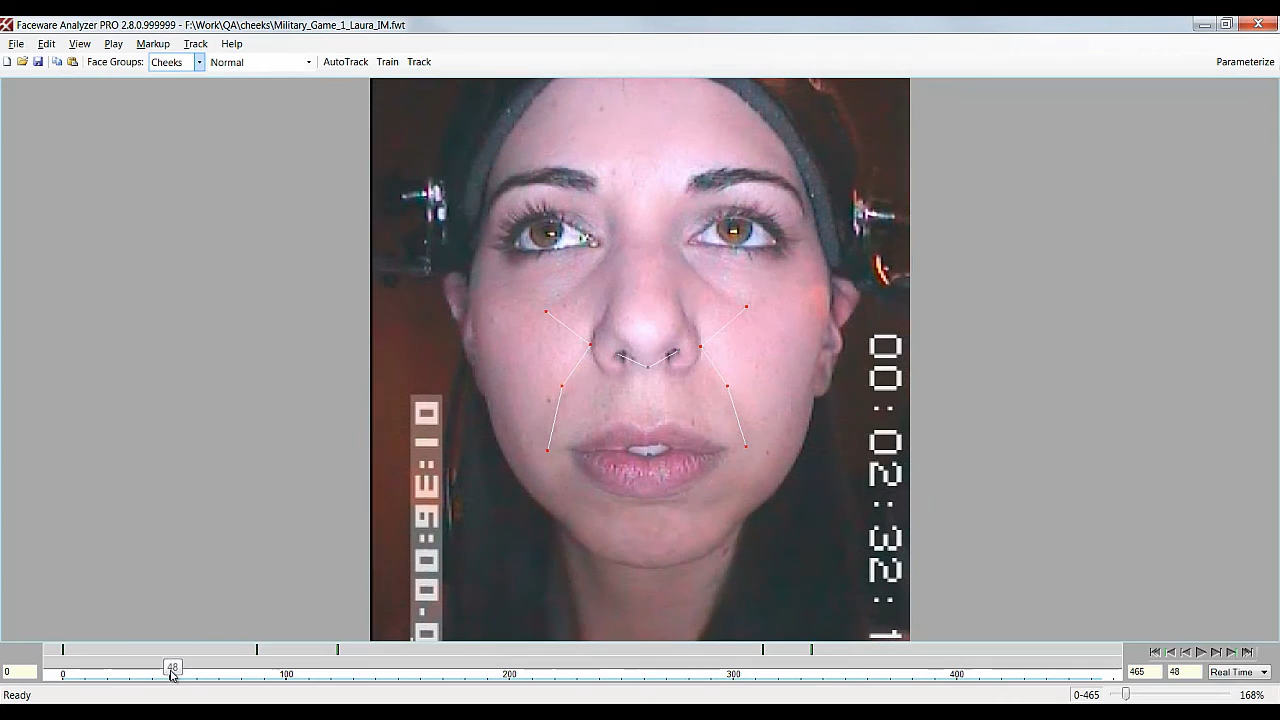 Faceware Analyzer PRO 2.8.0.999999 - F:\Work\QA\cheeks\Military_Game_1_Laura_IM.fwt
File Edit View Play Markup Track Help
Face Groups: Cheeks Normal AutoTrack Train Track Parameterize
00:02:32:
48
0
0 100 200 300 400
465 48 Real Time
Ready
0-465 168%